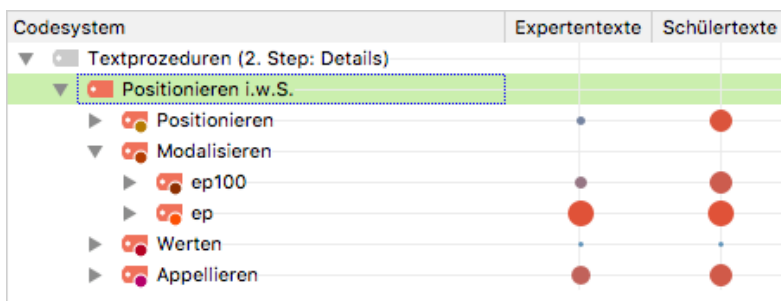 Codesystem Expertentexte Schülertexte
Textprozeduren (2. Step: Details)
Positionieren i.w.S.
Positionieren
Modalisieren
ep100
ep
Werten
Appellieren